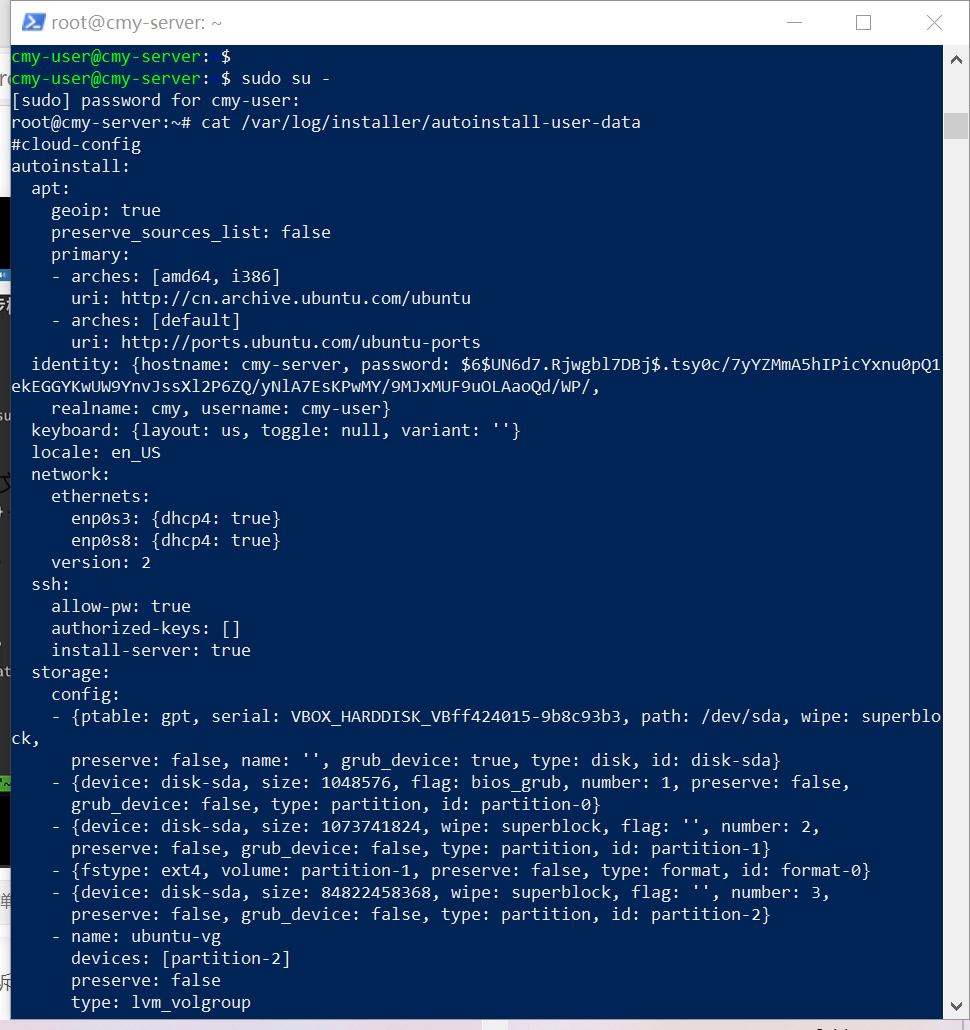 root@cmy-server: ~
cmy-user@cmy-server:~$
cmy-user@cmy-server:~$ sudo su -
[sudo] password for cmy-user:
root@cmy-server:~# cat /var/log/installer/autoinstall-user-data
#cloud-config
autoinstall:
  apt:
    geoip: true
    preserve_sources_list: false
    primary:
    - arches: [amd64, i386]
      uri: http://cn.archive.ubuntu.com/ubuntu
    - arches: [default]
      uri: http://ports.ubuntu.com/ubuntu-ports
  identity: {hostname: cmy-server, password: $6$UN6d7.Rjwgbl7DBj$.tsy0c/7yYZMmA5hIPicYxnu0pQ1
ekEGGYKwUW9YnvJssXl2P6ZQ/yNlA7EsKPwMY/9MJxMUF9uOLAaoQd/WP/,
    realname: cmy, username: cmy-user}
  keyboard: {layout: us, toggle: null, variant: ''}
  locale: en_US
  network:
    ethernets:
      enp0s3: {dhcp4: true}
      enp0s8: {dhcp4: true}
    version: 2
  ssh:
    allow-pw: true
    authorized-keys: []
    install-server: true
  storage:
    config:
    - {ptable: gpt, serial: VBOX_HARDDISK_VBff424015-9b8c93b3, path: /dev/sda, wipe: superblo
ck,
      preserve: false, name: '', grub_device: true, type: disk, id: disk-sda}
    - {device: disk-sda, size: 1048576, flag: bios_grub, number: 1, preserve: false,
      grub_device: false, type: partition, id: partition-0}
    - {device: disk-sda, size: 1073741824, wipe: superblock, flag: '', number: 2,
      preserve: false, grub_device: false, type: partition, id: partition-1}
    - {fstype: ext4, volume: partition-1, preserve: false, type: format, id: format-0}
    - {device: disk-sda, size: 84822458368, wipe: superblock, flag: '', number: 3,
      preserve: false, grub_device: false, type: partition, id: partition-2}
    - name: ubuntu-vg
      devices: [partition-2]
      preserve: false
      type: lvm_volgroup